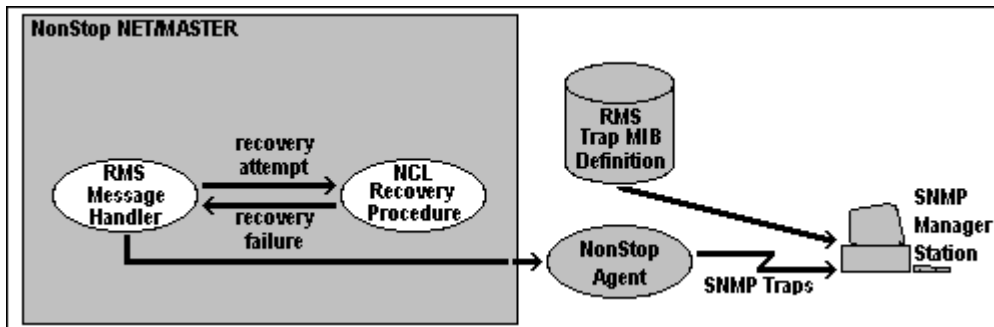 NonStop NET/MASTER
recovery
attempt
RMS
Message
Handler
NCL
Recovery
Procedure
recovery
failure
RMS
Trap MIB
Definition
NonStop
Agent
SNMP Traps
SNMP
Manager
Station